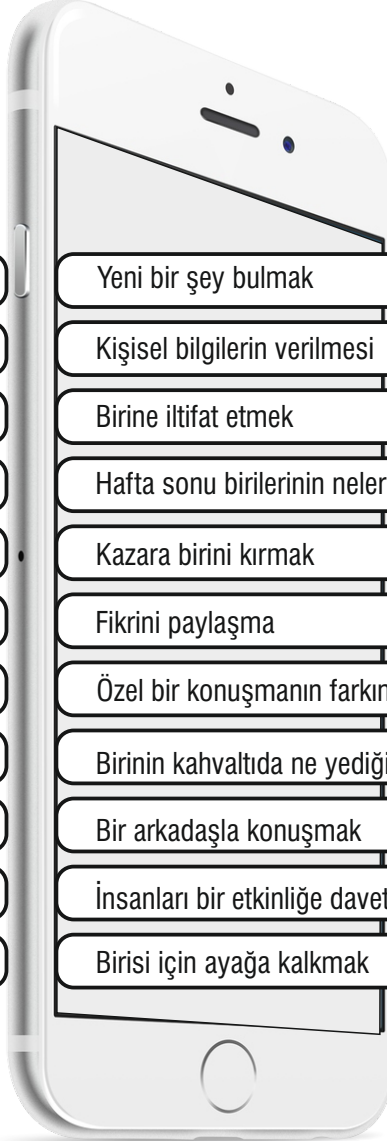 Yeni bir şey bulmak
Kişisel bilgilerin verilmesi
Birine iltifat etmek
Hafta sonu birilerinin neler
Kazara birini kırmak
Fikrini paylaşma
Özel bir konuşmanın
Birinin kahvaltıda ne yediği
Bir arkadaşla konuşmak
İnsanları bir etkinliğe davet
Birisi için ayağa kalkmak